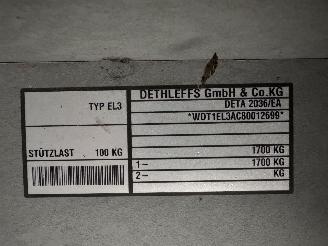 DETHLEFFS GmbH & Co.KG
TYP EL3
DETA 2036/EA
*WDT1EL3AC80012699*
STÜTZLAST 100 KG
1700 KG
1– 1700 KG
2– KG